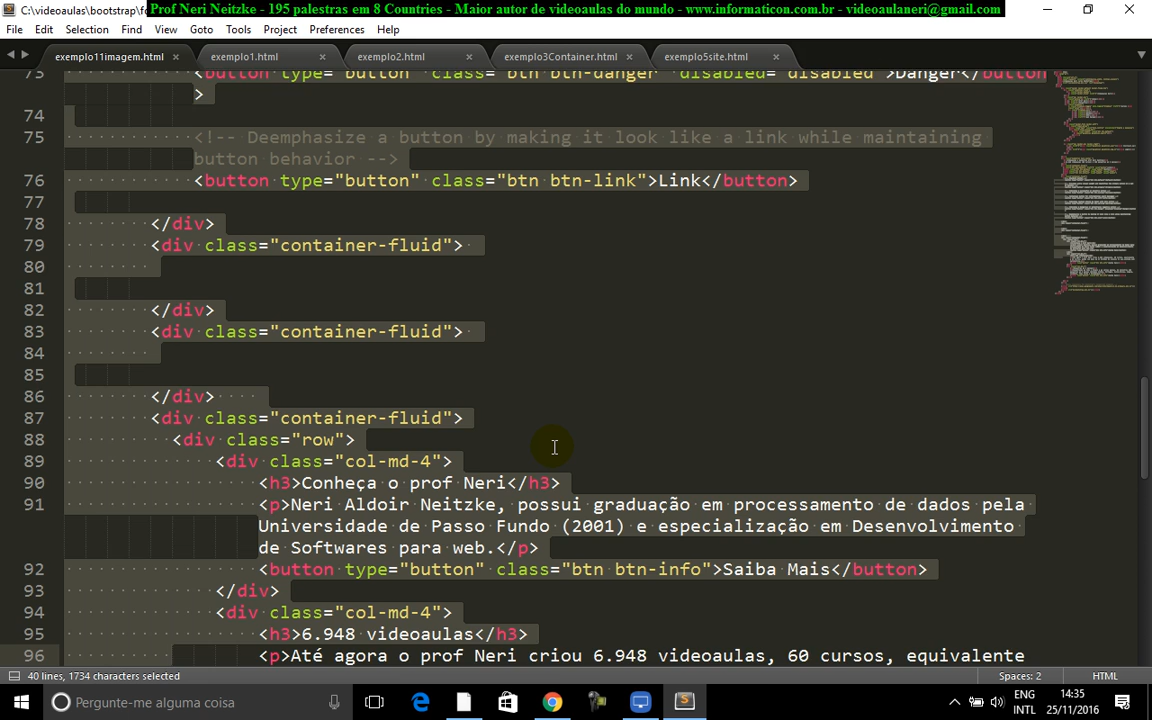 C:\videoaulas\bootstrap\fo
Prof Neri Neitzke - 195 palestras em 8 Countries - Maior autor de videoaulas do mundo - www.informaticon.com.br - videoaulaneri@gmail.com
File Edit Selection Find View Goto Tools Project Preferences Help
exemplo11imagem.html × exemplo1.html × exemplo2.html × exemplo3Container.html × exemplo5site.html ×
73 <button type="button" class="btn btn-danger" disabled="disabled">Danger</button
>
74
75 <!-- Deemphasize a button by making it look like a link while maintaining
button behavior -->
76 <button type="button" class="btn btn-link">Link</button>
77
78 </div>
79 <div class="container-fluid">
80
81
82 </div>
83 <div class="container-fluid">
84
85
86 </div>
87 <div class="container-fluid">
88 <div class="row">
89 <div class="col-md-4">
90 <h3>Conheça o prof Neri</h3>
91 <p>Neri Aldoir Neitzke, possui graduação em processamento de dados pela
Universidade de Passo Fundo (2001) e especialização em Desenvolvimento
de Softwares para web.</p>
92 <button type="button" class="btn btn-info">Saiba Mais</button>
93 </div>
94 <div class="col-md-4">
95 <h3>6.948 videoaulas</h3>
96 <p>Até agora o prof Neri criou 6.948 videoaulas, 60 cursos, equivalente
40 lines, 1734 characters selected Spaces: 2 HTML
Pergunte-me alguma coisa
ENG 14:35
INTL 25/11/2016